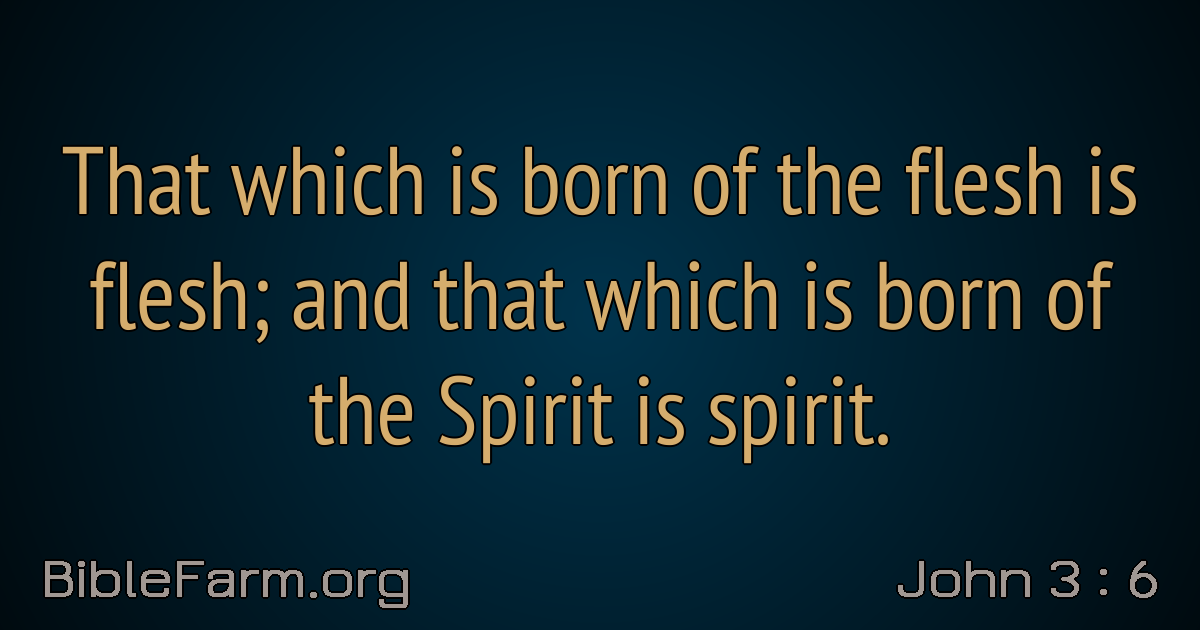 That which is born of the flesh is
flesh; and that which is born of
the Spirit is spirit.
BibleFarm.org
John 3 : 6